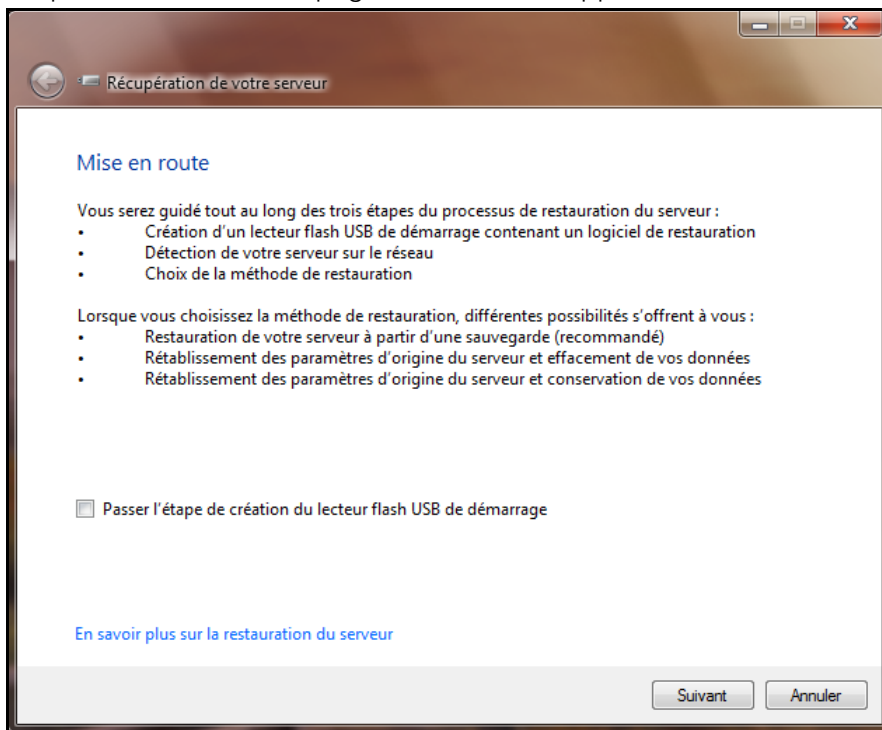 Récupération de votre serveur
Mise en route
Vous serez guidé tout au long des trois étapes du processus de restauration du serveur :
• Création d'un lecteur flash USB de démarrage contenant un logiciel de restauration
• Détection de votre serveur sur le réseau
• Choix de la méthode de restauration
Lorsque vous choisissez la méthode de restauration, différentes possibilités s'offrent à vous :
• Restauration de votre serveur à partir d'une sauvegarde (recommandé)
• Rétablissement des paramètres d'origine du serveur et effacement de vos données
• Rétablissement des paramètres d'origine du serveur et conservation de vos données
Passer l'étape de création du lecteur flash USB de démarrage
En savoir plus sur la restauration du serveur
Suivant Annuler